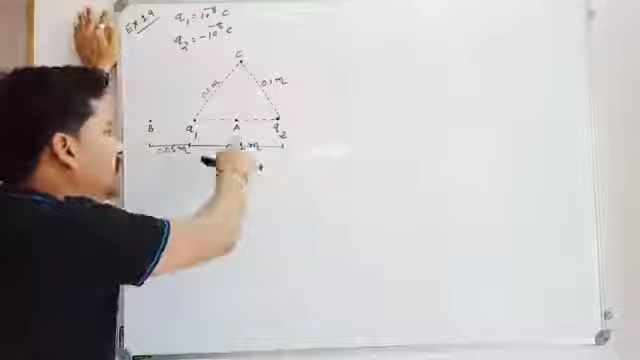 Ex 1.9
q₁ = 10⁻⁸ C
q₂ = -10⁻⁸ C
C
0.1 m
0.1 m
B
q₁
A
q₂